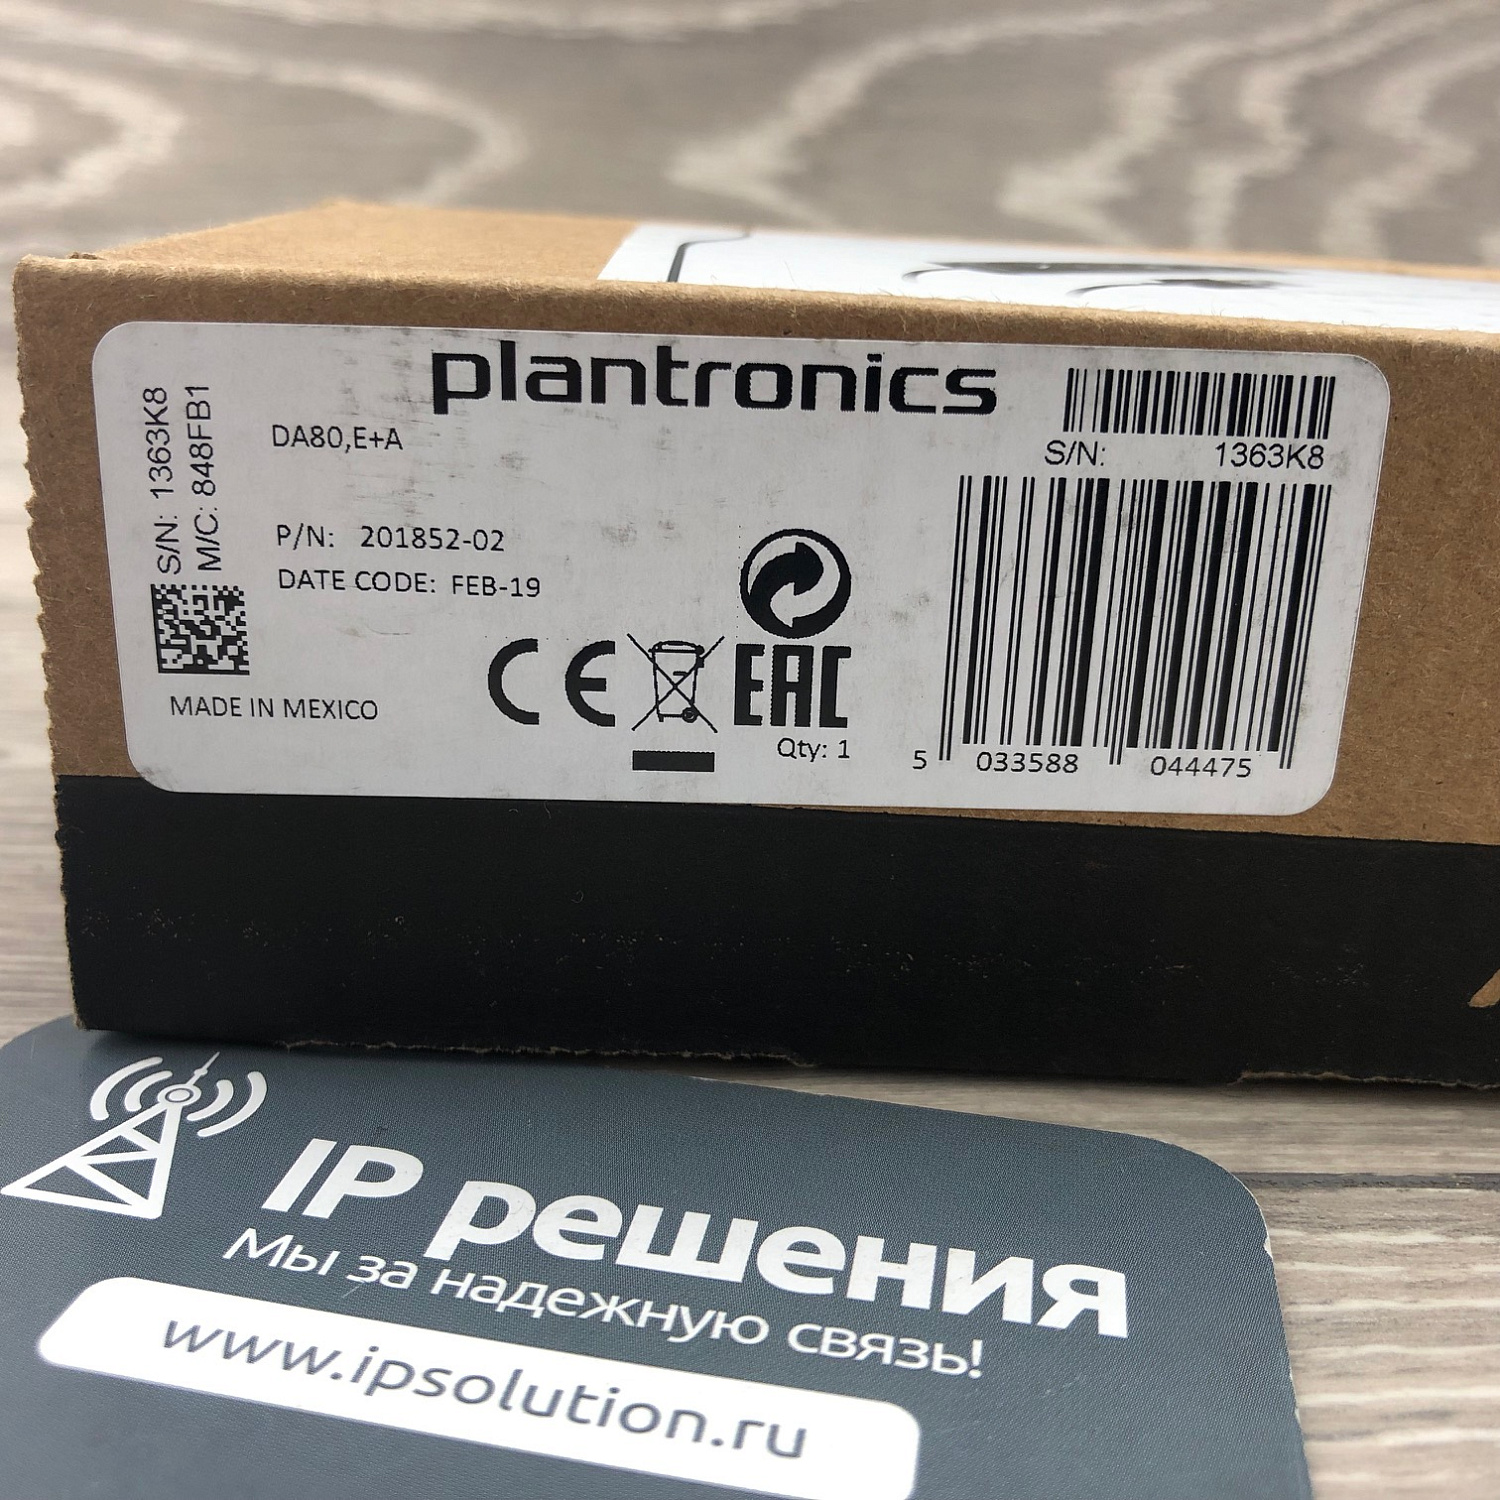 plantronics
S/N: 1363K8
M/C: 848FB1
DA80,E+A
S/N: 1363K8
P/N: 201852-02
DATE CODE: FEB-19
MADE IN MEXICO
CE
EAC
Qty: 1
5 033588 044475
IP решения
Мы за надежную связь!
www.ipsolution.ru